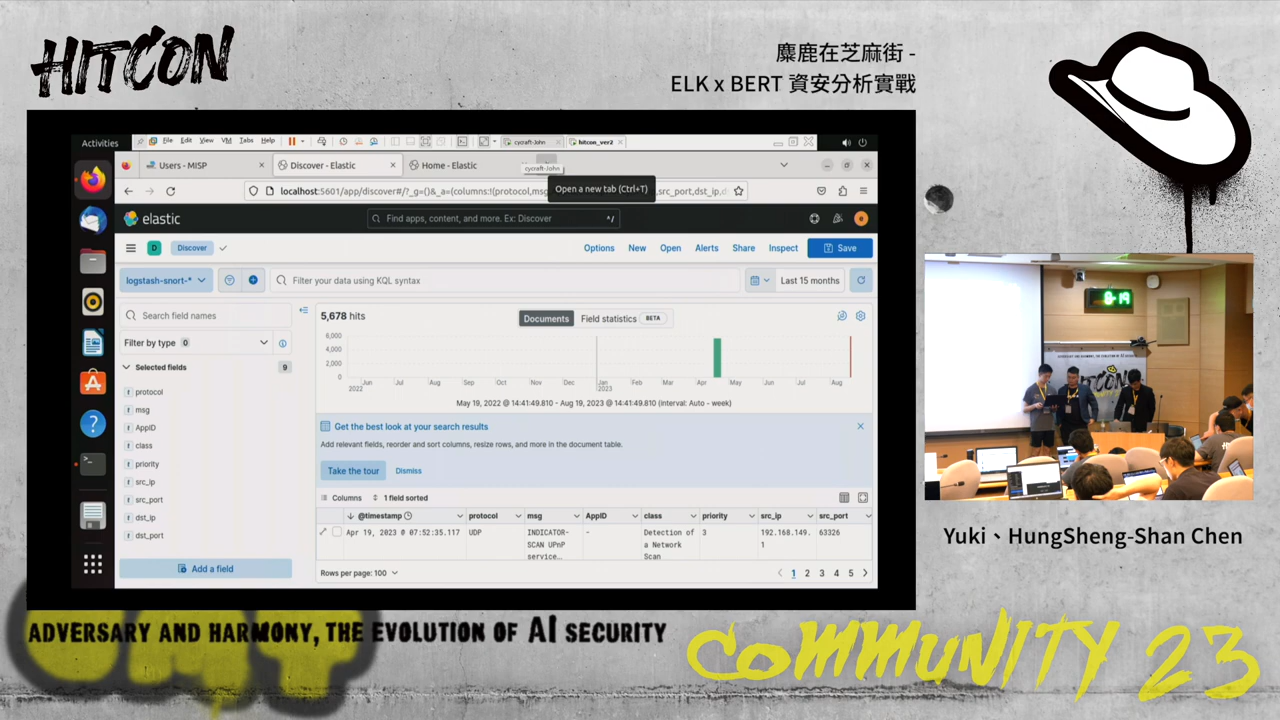 HITCON
麋鹿在芝麻街 -
ELK x BERT 資安分析實戰
Activities
File Edit View VM Tabs Help
cycraft-John
hitcon_ver2
Users - MISP
Discover - Elastic
Home - Elastic
cycraft-John
Open a new tab (Ctrl+T)
localhost:5601/app/discover#/?_g=()&_a=(columns:!(protocol,msg
,src_port,dst_ip,d
elastic
Find apps, content, and more. Ex: Discover
^/
e
D
Discover
Options
New
Open
Alerts
Share
Inspect
Save
logstash-snort-*
Filter your data using KQL syntax
Last 15 months
Search field names
Filter by type 0
Selected fields 9
t protocol
t msg
t AppID
t class
t priority
t src_ip
t src_port
t dst_ip
t dst_port
Add a field
5,678 hits
Documents
Field statistics BETA
6,000
4,000
2,000
0
Jun Jul Aug Sep Oct Nov Dec Jan Feb Mar Apr May Jun Jul Aug
2022 2023
May 19, 2022 @ 14:41:49.810 - Aug 19, 2023 @ 14:41:49.810 (interval: Auto - week)
Get the best look at your search results
Add relevant fields, reorder and sort columns, resize rows, and more in the document table.
Take the tour
Dismiss
Columns
1 field sorted
@timestamp protocol msg AppID class priority src_ip src_port
Apr 19, 2023 @ 07:52:35.117 UDP INDICATOR- - Detection of 3 192.168.149. 63326
SCAN UPnP a Network 1
service… Scan
Rows per page: 100
1 2 3 4 5
HITCON
Yuki、HungSheng-Shan Chen
ADVERSARY AND HARMONY, THE EVOLUTION OF AI SECURITY
COMMUNITY 23